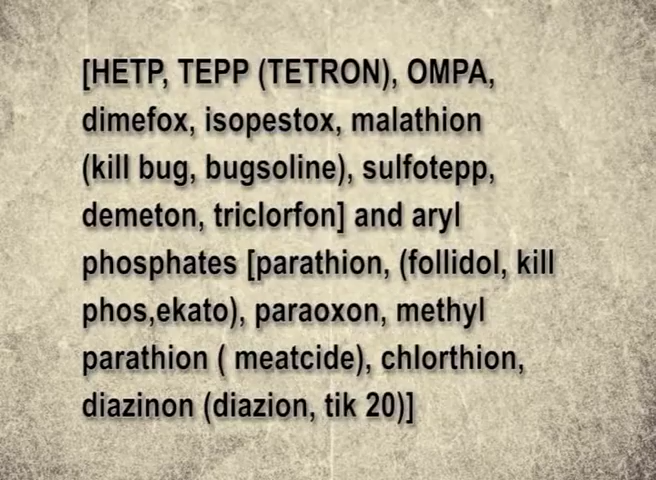 [HETP, TEPP (TETRON), OMPA,
dimefox, isopestox, malathion
(kill bug, bugsoline), sulfotepp,
demeton, triclorfon] and aryl
phosphates [parathion, (follidol, kill
phos,ekato), paraoxon, methyl
parathion ( meatcide), chlorthion,
diazinon (diazion, tik 20)]